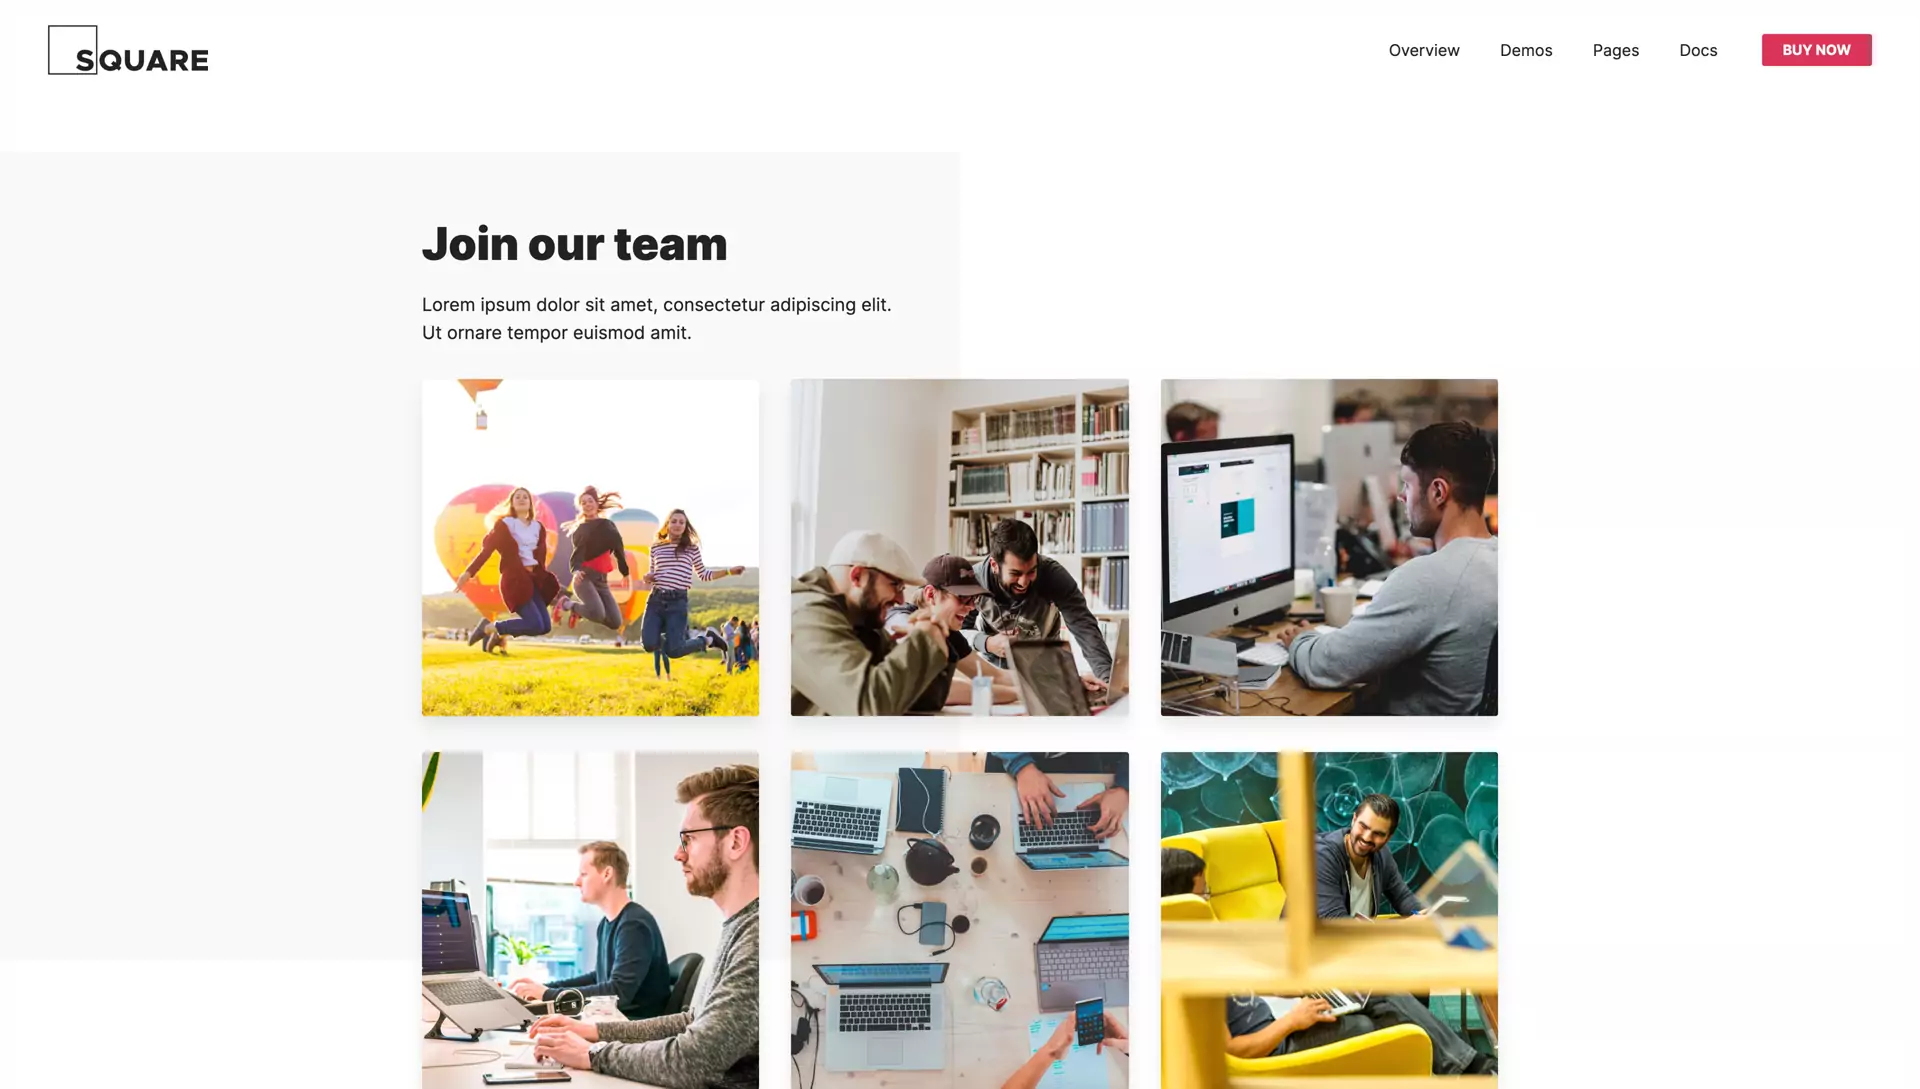 SQUARE
Overview
Demos
Pages
Docs
BUY NOW
Join our team
Lorem ipsum dolor sit amet, consectetur adipiscing elit.
Ut ornare tempor euismod amit.